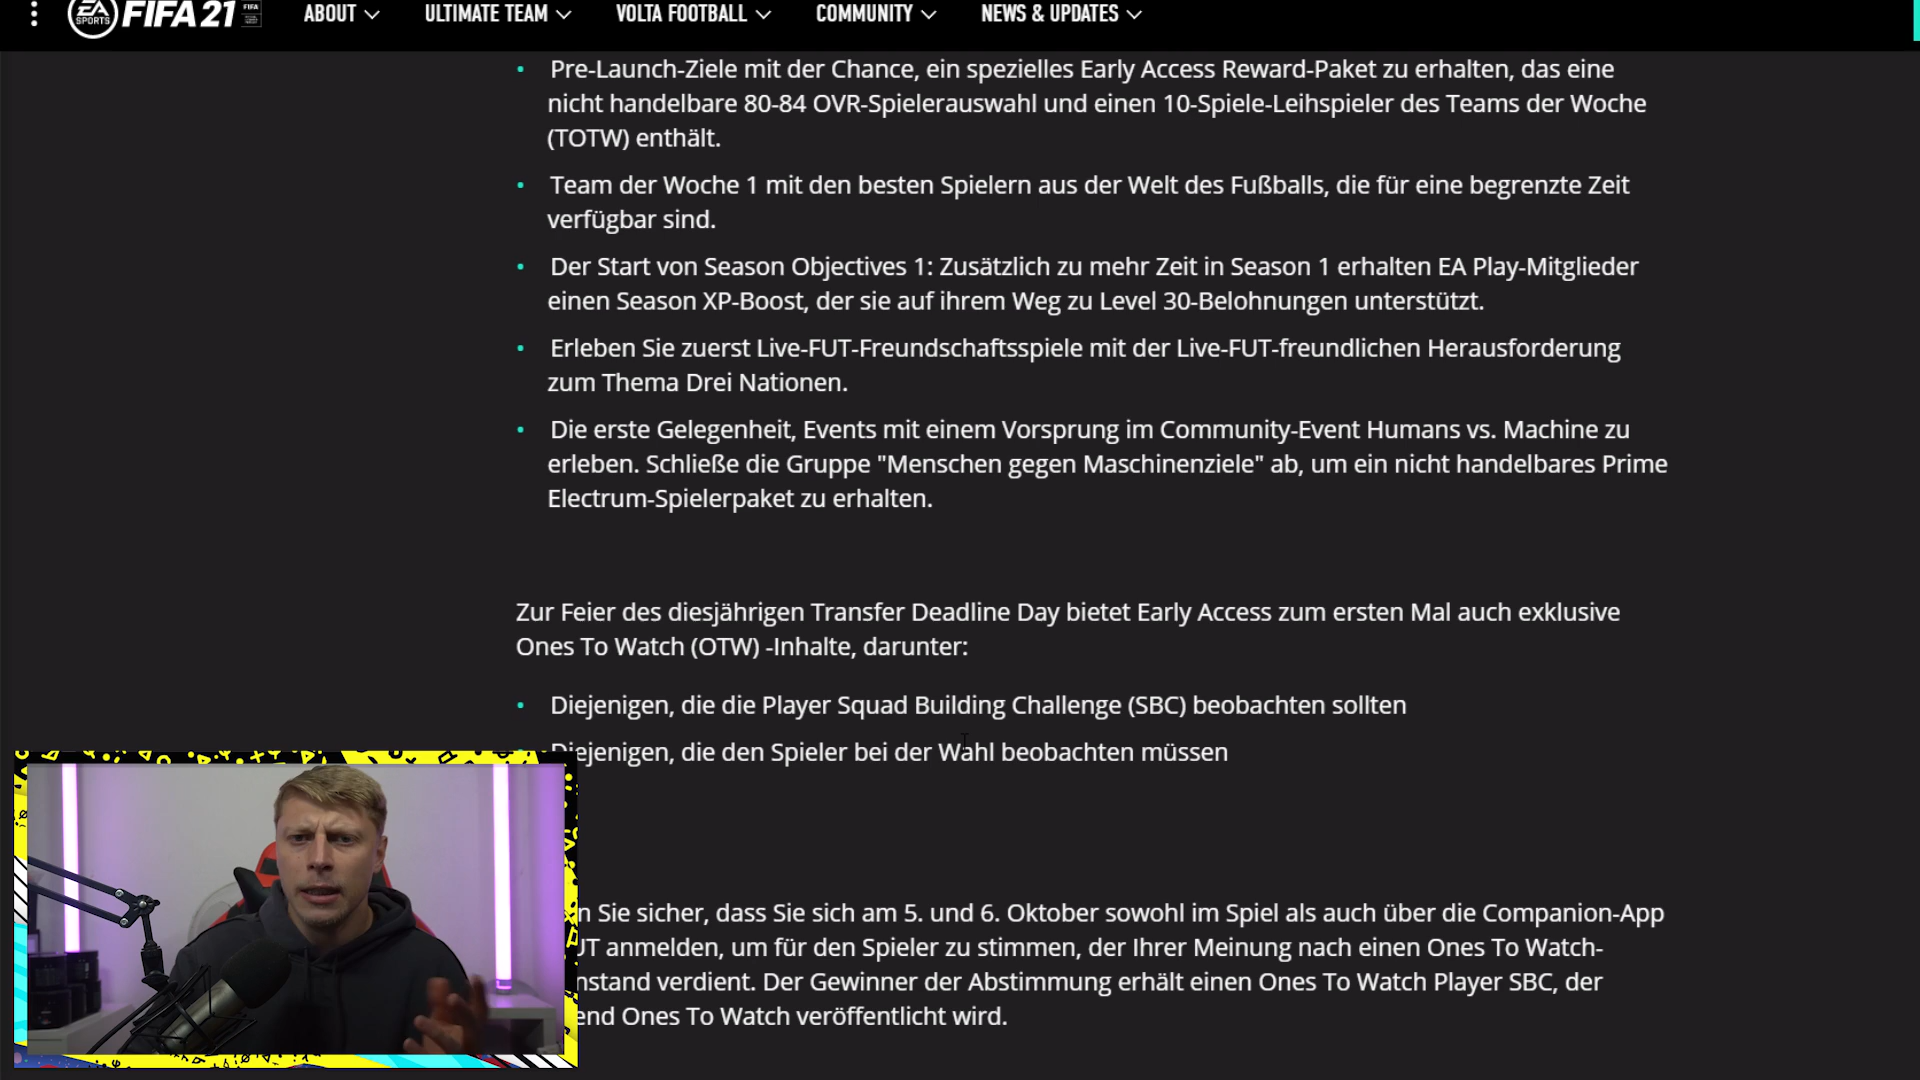 EA SPORTS FIFA 21 FIFA ABOUT ULTIMATE TEAM VOLTA FOOTBALL COMMUNITY NEWS & UPDATES
• Pre-Launch-Ziele mit der Chance, ein spezielles Early Access Reward-Paket zu erhalten, das eine
nicht handelbare 80-84 OVR-Spielerauswahl und einen 10-Spiele-Leihspieler des Teams der Woche
(TOTW) enthält.
• Team der Woche 1 mit den besten Spielern aus der Welt des Fußballs, die für eine begrenzte Zeit
verfügbar sind.
• Der Start von Season Objectives 1: Zusätzlich zu mehr Zeit in Season 1 erhalten EA Play-Mitglieder
einen Season XP-Boost, der sie auf ihrem Weg zu Level 30-Belohnungen unterstützt.
• Erleben Sie zuerst Live-FUT-Freundschaftsspiele mit der Live-FUT-freundlichen Herausforderung
zum Thema Drei Nationen.
• Die erste Gelegenheit, Events mit einem Vorsprung im Community-Event Humans vs. Machine zu
erleben. Schließe die Gruppe "Menschen gegen Maschinenziele" ab, um ein nicht handelbares Prime
Electrum-Spielerpaket zu erhalten.
Zur Feier des diesjährigen Transfer Deadline Day bietet Early Access zum ersten Mal auch exklusive
Ones To Watch (OTW) -Inhalte, darunter:
• Diejenigen, die die Player Squad Building Challenge (SBC) beobachten sollten
Diejenigen, die den Spieler bei der Wahl beobachten müssen
Sie sicher, dass Sie sich am 5. und 6. Oktober sowohl im Spiel als auch über die Companion-App
anmelden, um für den Spieler zu stimmen, der Ihrer Meinung nach einen Ones To Watch-
nstand verdient. Der Gewinner der Abstimmung erhält einen Ones To Watch Player SBC, der
end Ones To Watch veröffentlicht wird.